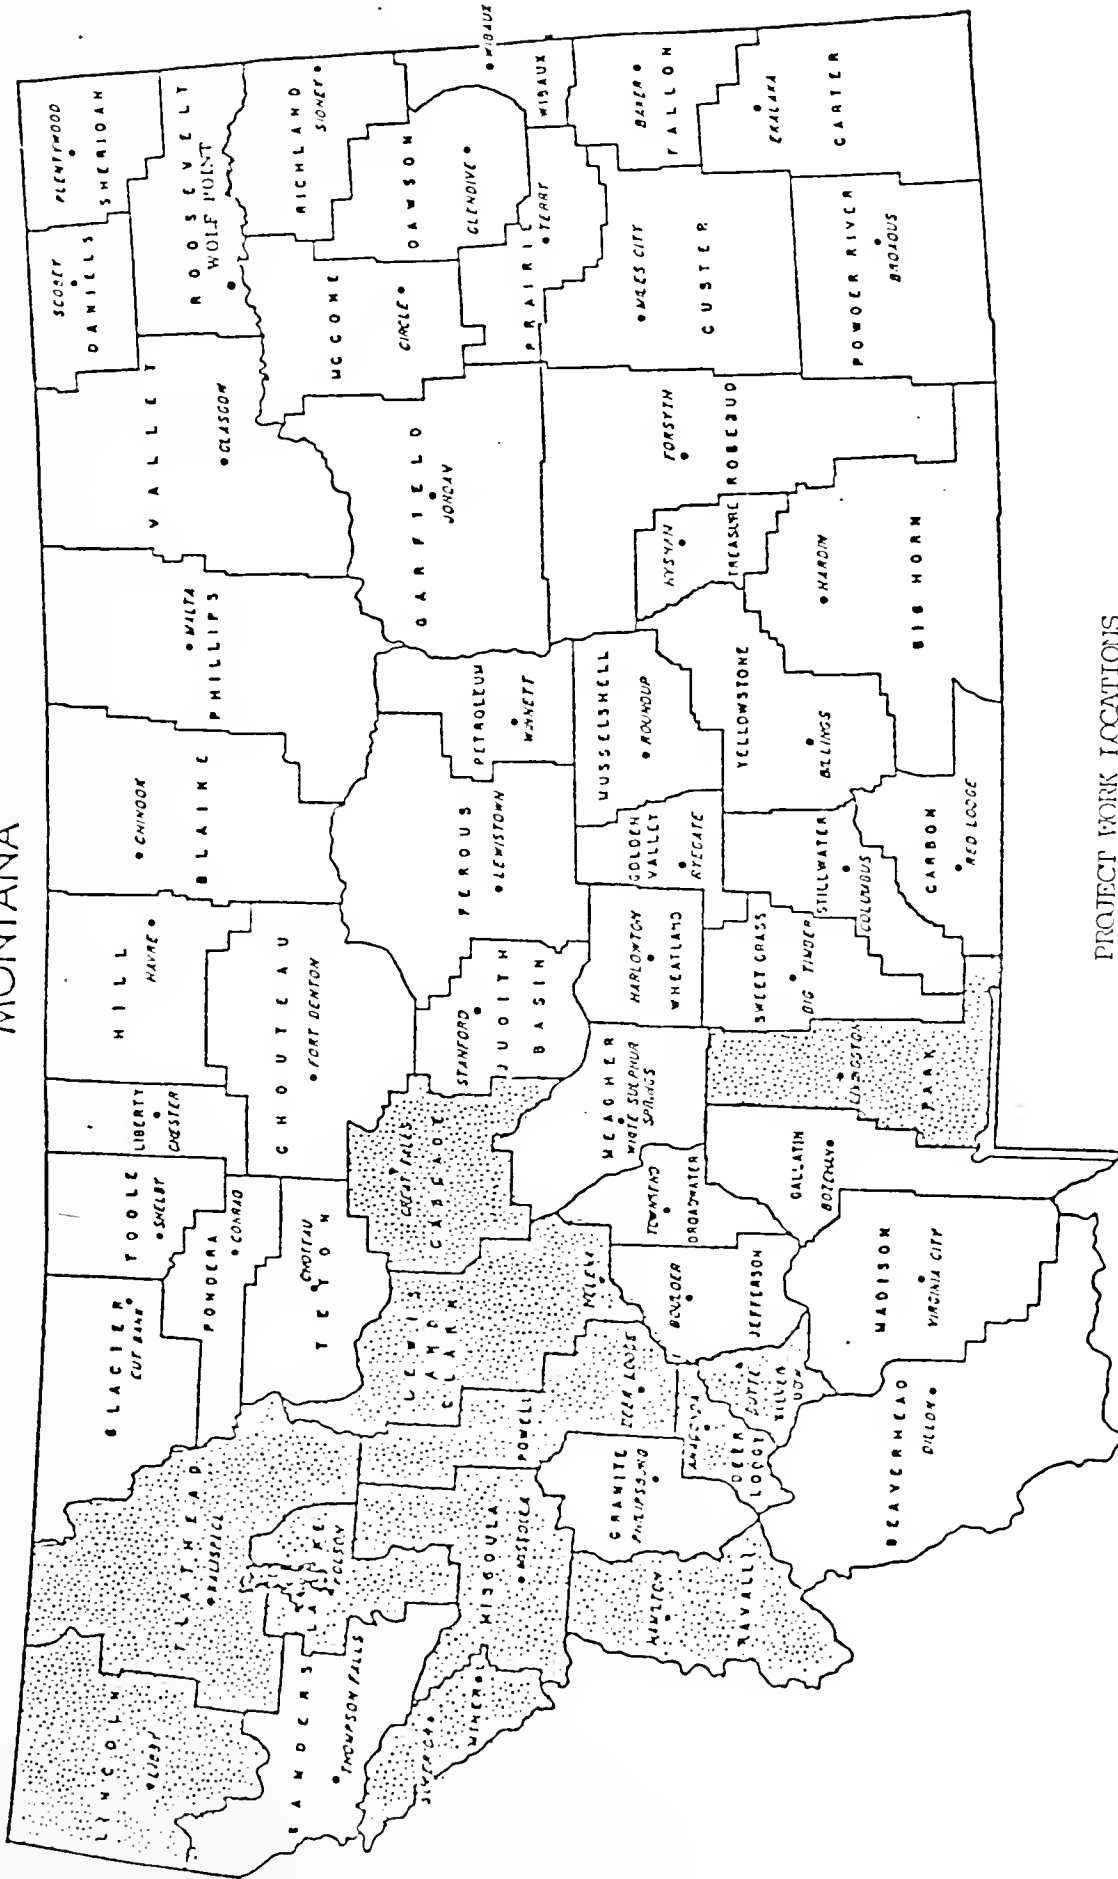 MONTANA
LINCOLN
LIBBY
FLATHEAD
KALISPELL
GLACIER
CUT BANK
TOOLE
SHELBY
LIBERTY
CHESTER
HILL
HAVRE
BLAINE
CHINOOK
PHILLIPS
MALTA
VALLEY
GLASGOW
DANIELS
SCOBEY
SHERIDAN
PLENTYWOOD
ROOSEVELT
WOLF POINT
PONDERA
CONRAD
TETON
CHOTEAU
CHOUTEAU
FORT BENTON
SANDERS
THOMPSON FALLS
LAKE
POLSON
RICHLAND
SIDNEY
McCONE
CIRCLE
DAWSON
GLENDIVE
GARFIELD
JORDAN
WIBAUX
WIBAUX
PRAIRIE
TERRY
MINERAL
SUPERIOR
MISSOULA
MISSOULA
POWELL
DEER LODGE
LEWIS
AND
CLARK
HELENA
CASCADE
GREAT FALLS
JUDITH
BASIN
STANFORD
FERGUS
LEWISTOWN
PETROLEUM
WINNETT
RAVALLI
HAMILTON
GRANITE
PHILIPSBURG
DEER
LODGE
ANACONDA
SILVER
BOW
BUTTE
JEFFERSON
BOULDER
BROADWATER
TOWNSEND
MEAGHER
WHITE SULPHUR
SPRINGS
WHEATLAND
HARLOWTON
GOLDEN
VALLEY
RYEGATE
MUSSELSHELL
ROUNDUP
TREASURE
HYSHAM
ROSEBUD
FORSYTH
CUSTER
MILES CITY
FALLON
BAKER
BEAVERHEAD
DILLON
MADISON
VIRGINIA CITY
GALLATIN
BOZEMAN
PARK
LIVINGSTON
SWEET GRASS
BIG TIMBER
STILLWATER
COLUMBUS
YELLOWSTONE
BILLINGS
CARBON
RED LODGE
BIG HORN
HARDIN
POWDER RIVER
BROADUS
CARTER
EKALAKA
PROJECT WORK LOCATIONS